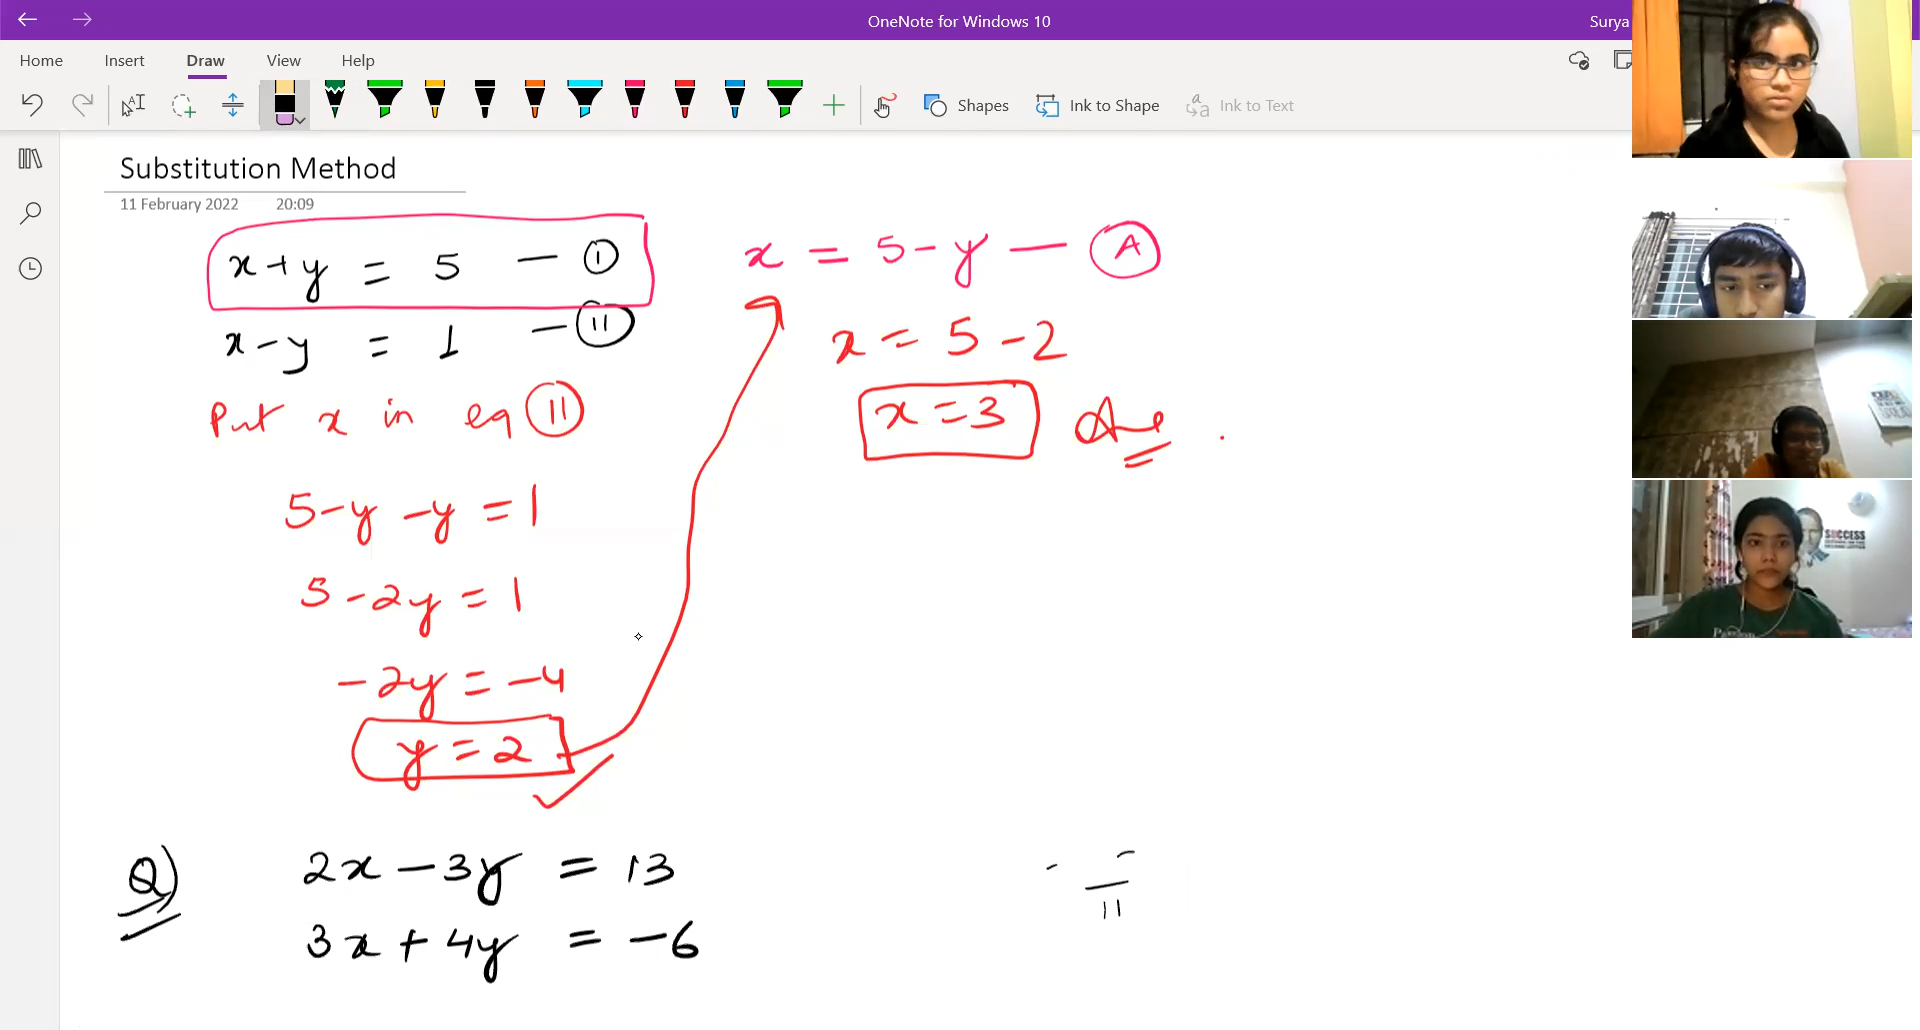 OneNote for Windows 10
Surya
Home Insert Draw View Help
Shapes Ink to Shape Ink to Text
Substitution Method
11 February 2022 20:09
x+y = 5 — I
x-y = 1 — II
Put x in eq II
5-y -y = 1
5-2y = 1
-2y = -4
y = 2
x = 5-y — A
x = 5-2
x = 3 Ans
Q) 2x-3y = 13
3x+4y = -6
11
SUCCESS